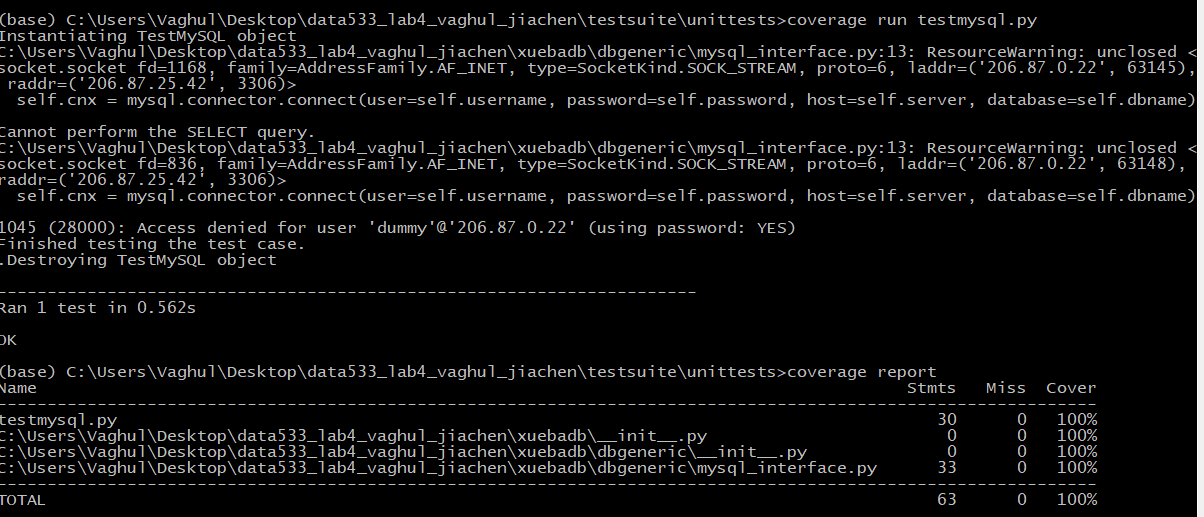 (base) C:\Users\Vaghul\Desktop\data533_lab4_vaghul_jiachen\testsuite\unittests>coverage run testmysql.py
Instantiating TestMySQL object
C:\Users\Vaghul\Desktop\data533_lab4_vaghul_jiachen\xuebadb\dbgeneric\mysql_interface.py:13: ResourceWarning: unclosed <
socket.socket fd=1168, family=AddressFamily.AF_INET, type=SocketKind.SOCK_STREAM, proto=6, laddr=('206.87.0.22', 63145),
raddr=('206.87.25.42', 3306)>
self.cnx = mysql.connector.connect(user=self.username, password=self.password, host=self.server, database=self.dbname)
Cannot perform the SELECT query.
C:\Users\Vaghul\Desktop\data533_lab4_vaghul_jiachen\xuebadb\dbgeneric\mysql_interface.py:13: ResourceWarning: unclosed <
socket.socket fd=836, family=AddressFamily.AF_INET, type=SocketKind.SOCK_STREAM, proto=6, laddr=('206.87.0.22', 63148),
raddr=('206.87.25.42', 3306)>
self.cnx = mysql.connector.connect(user=self.username, password=self.password, host=self.server, database=self.dbname)
1045 (28000): Access denied for user 'dummy'@'206.87.0.22' (using password: YES)
Finished testing the test case.
.Destroying TestMySQL object
----------------------------------------------------------------------
Ran 1 test in 0.562s
OK
(base) C:\Users\Vaghul\Desktop\data533_lab4_vaghul_jiachen\testsuite\unittests>coverage report
Name Stmts Miss Cover
--------------------------------------------------------------------------------------------------------------
testmysql.py 30 0 100%
C:\Users\Vaghul\Desktop\data533_lab4_vaghul_jiachen\xuebadb\__init__.py 0 0 100%
C:\Users\Vaghul\Desktop\data533_lab4_vaghul_jiachen\xuebadb\dbgeneric\__init__.py 0 0 100%
C:\Users\Vaghul\Desktop\data533_lab4_vaghul_jiachen\xuebadb\dbgeneric\mysql_interface.py 33 0 100%
--------------------------------------------------------------------------------------------------------------
TOTAL 63 0 100%